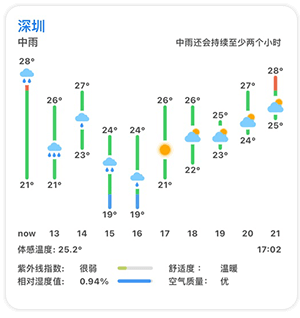 深圳
中雨
中雨还会持续至少两个小时
28° 26° 27° 24° 24° 26° 26° 25° 27° 28°
21° 21° 23° 19° 19° 21° 22° 23° 24° 25°
now 13 14 15 16 17 18 19 20 21
体感温度: 25.2° 17:02
紫外线指数: 很弱 舒适度: 温暖
相对湿度值: 0.94% 空气质量: 优